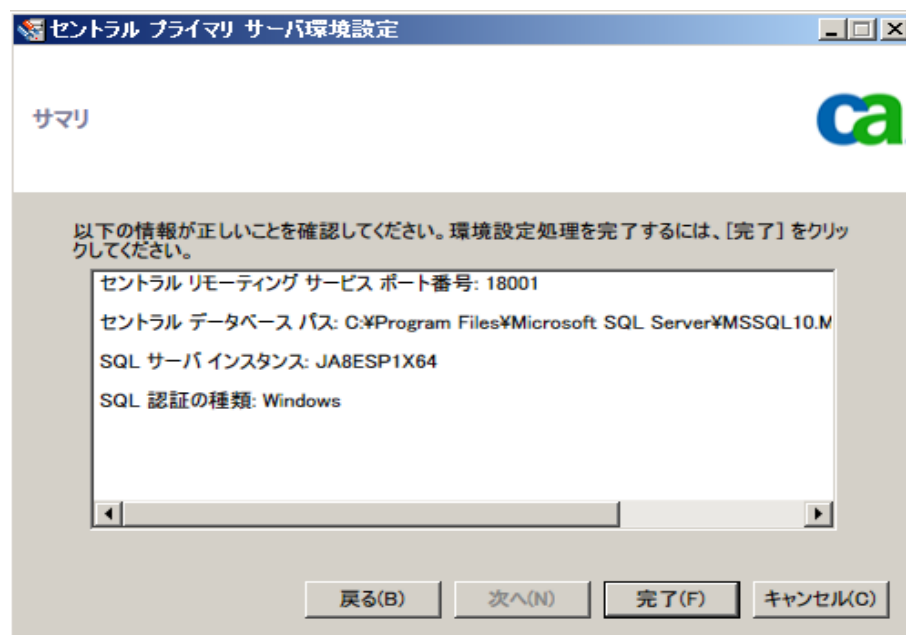 セントラル プライマリ サーバ環境設定
サマリ
ca
以下の情報が正しいことを確認してください。環境設定処理を完了するには、[完了] をクリッ
クしてください。
セントラル リモーティング サービス ポート番号: 18001
セントラル データベース パス: C:¥Program Files¥Microsoft SQL Server¥MSSQL10.M
SQL サーバ インスタンス: JA8ESP1X64
SQL 認証の種類: Windows
戻る(B)
次へ(N)
完了(F)
キャンセル(C)